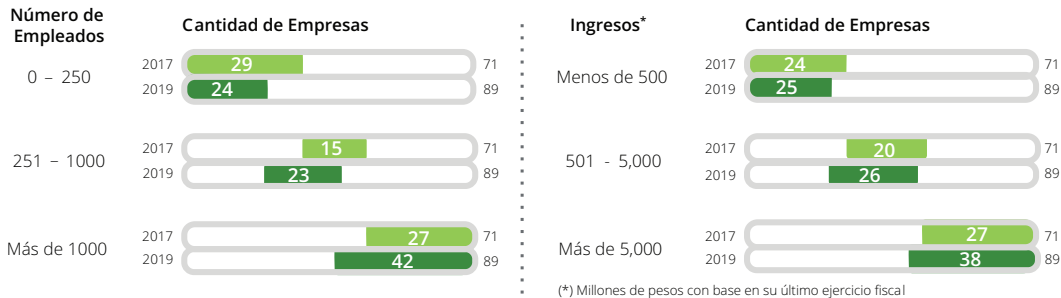 Número de
Empleados
Cantidad de Empresas
0 – 250
2017 29 71
2019 24 89
251 – 1000
2017 15 71
2019 23 89
Más de 1000
2017 27 71
2019 42 89
Ingresos*
Cantidad de Empresas
Menos de 500
2017 24 71
2019 25 89
501 - 5,000
2017 20 71
2019 26 89
Más de 5,000
2017 27 71
2019 38 89
(*) Millones de pesos con base en su último ejercicio fiscal